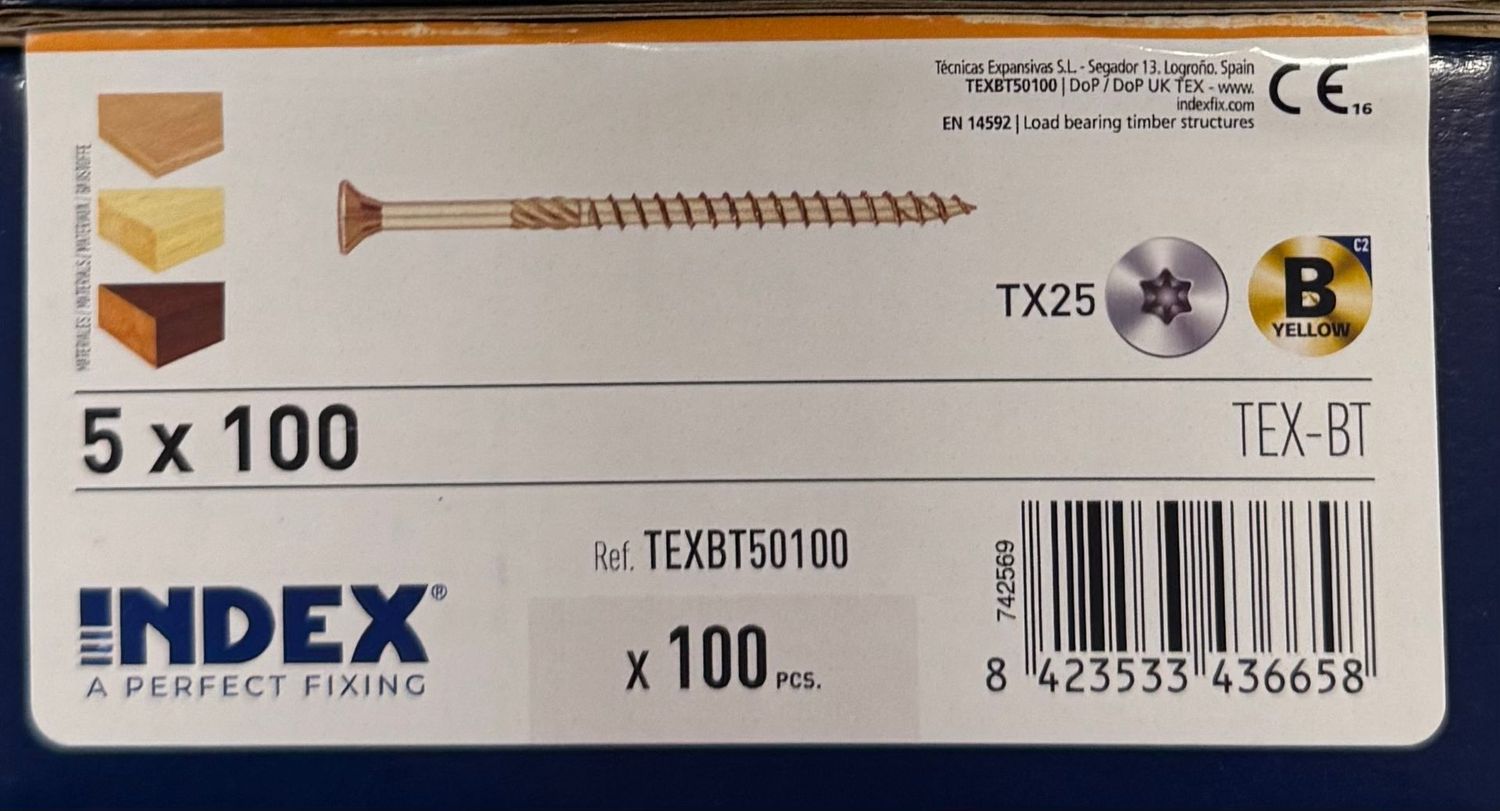 Técnicas Expansivas S.L. - Segador 13. Logroño. Spain
TEXBT50100 | DoP / DoP UK TEX - www.
indexfix.com
EN 14592 | Load bearing timber structures
CE 16
TX25
C2
B
YELLOW
5 x 100
TEX-BT
Ref. TEXBT50100
x 100 PCS.
INDEX®
A PERFECT FIXING
742569
8 423533 436658